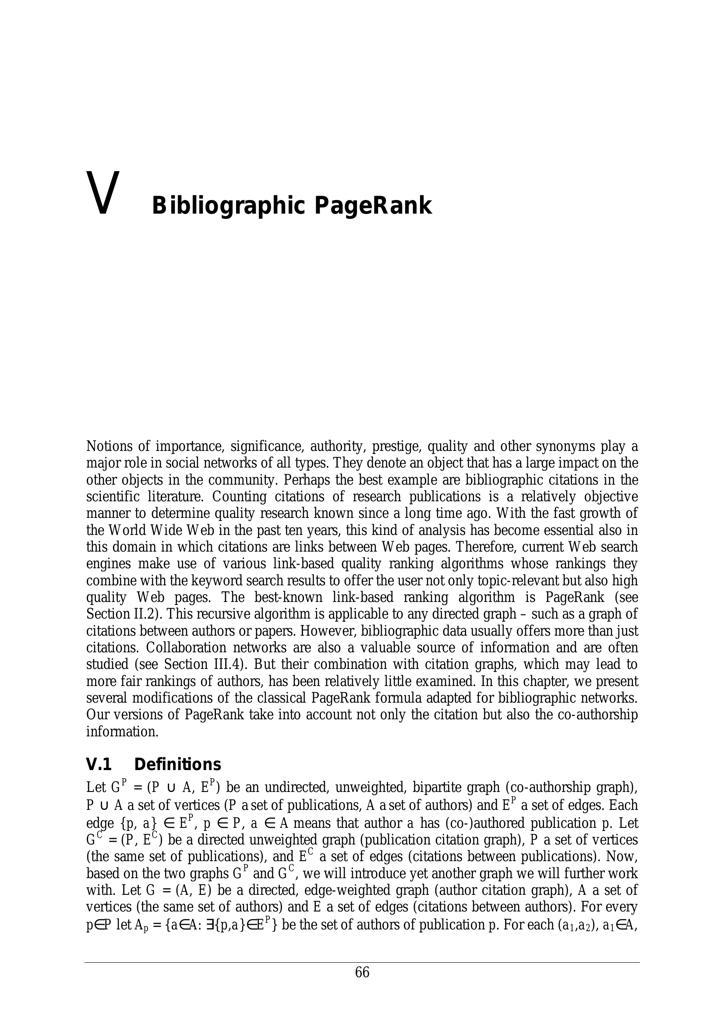 V Bibliographic PageRank
Notions of importance, significance, authority, prestige, quality and other synonyms play a
major role in social networks of all types. They denote an object that has a large impact on the
other objects in the community. Perhaps the best example are bibliographic citations in the
scientific literature. Counting citations of research publications is a relatively objective
manner to determine quality research known since a long time ago. With the fast growth of
the World Wide Web in the past ten years, this kind of analysis has become essential also in
this domain in which citations are links between Web pages. Therefore, current Web search
engines make use of various link-based quality ranking algorithms whose rankings they
combine with the keyword search results to offer the user not only topic-relevant but also high
quality Web pages. The best-known link-based ranking algorithm is PageRank (see
Section II.2). This recursive algorithm is applicable to any directed graph – such as a graph of
citations between authors or papers. However, bibliographic data usually offers more than just
citations. Collaboration networks are also a valuable source of information and are often
studied (see Section III.4). But their combination with citation graphs, which may lead to
more fair rankings of authors, has been relatively little examined. In this chapter, we present
several modifications of the classical PageRank formula adapted for bibliographic networks.
Our versions of PageRank take into account not only the citation but also the co-authorship
information.
V.1 Definitions
Let Gᴾ = (P ∪ A, Eᴾ) be an undirected, unweighted, bipartite graph (co-authorship graph),
P ∪ A a set of vertices (P a set of publications, A a set of authors) and Eᴾ a set of edges. Each
edge {p, a} ∈ Eᴾ, p ∈ P, a ∈ A means that author a has (co-)authored publication p. Let
G^C = (P, E^C) be a directed unweighted graph (publication citation graph), P a set of vertices
(the same set of publications), and E^C a set of edges (citations between publications). Now,
based on the two graphs Gᴾ and G^C, we will introduce yet another graph we will further work
with. Let G = (A, E) be a directed, edge-weighted graph (author citation graph), A a set of
vertices (the same set of authors) and E a set of edges (citations between authors). For every
p∈P let Aₚ = {a∈A: ∃{p,a}∈Eᴾ} be the set of authors of publication p. For each (a₁,a₂), a₁∈A,
66